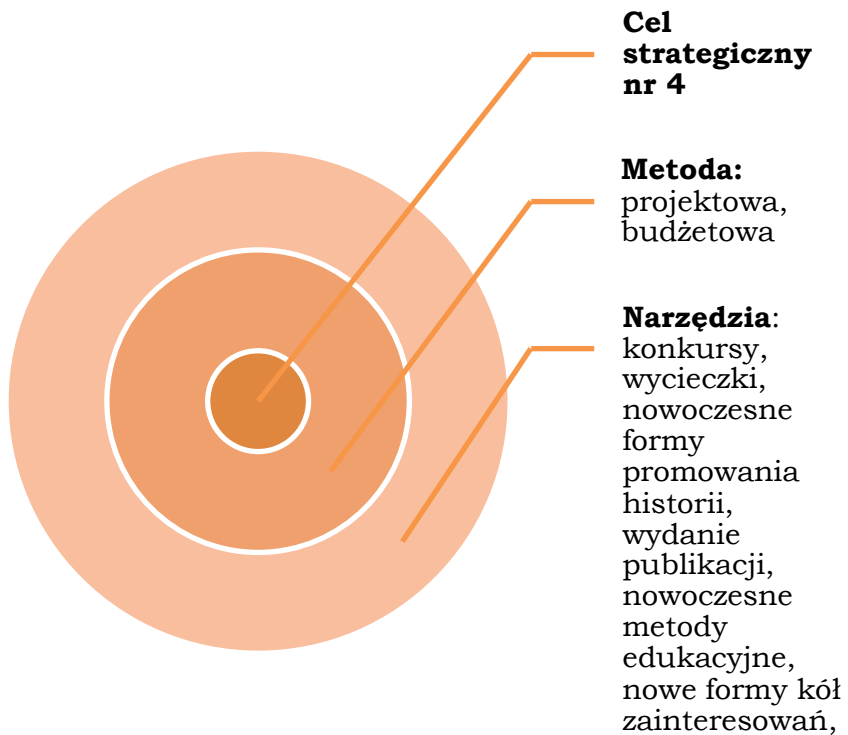 Cel
strategiczny
nr 4
Metoda:
projektowa,
budżetowa
Narzędzia:
konkursy,
wycieczki,
nowoczesne
formy
promowania
historii,
wydanie
publikacji,
nowoczesne
metody
edukacyjne,
nowe formy kół
zainteresowań,